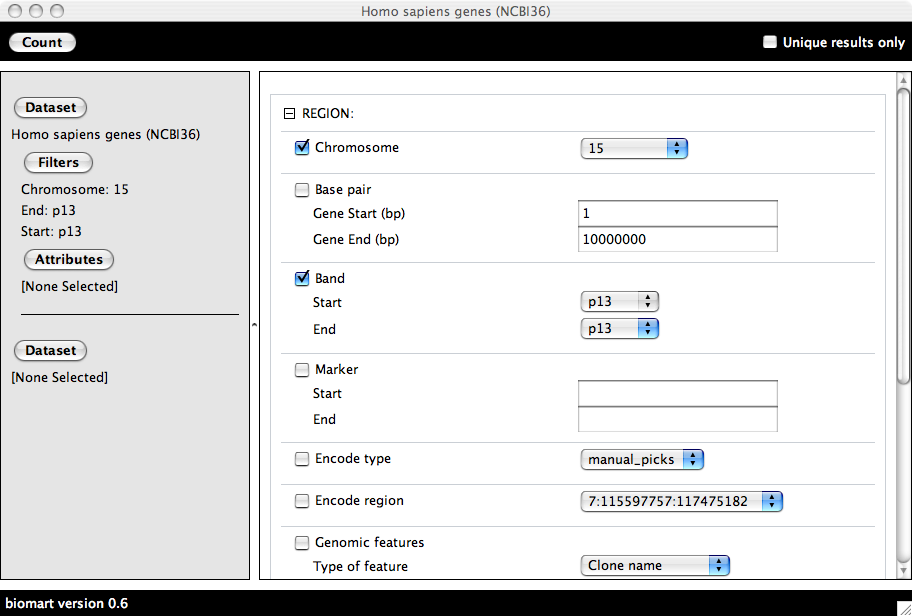 Homo sapiens genes (NCBI36)
Count
Unique results only
Dataset
Homo sapiens genes (NCBI36)
Filters
Chromosome: 15
End: p13
Start: p13
Attributes
[None Selected]
Dataset
[None Selected]
REGION:
Chromosome 15
Base pair
Gene Start (bp) 1
Gene End (bp) 10000000
Band
Start p13
End p13
Marker
Start
End
Encode type manual_picks
Encode region 7:115597757:117475182
Genomic features
Type of feature Clone name
biomart version 0.6